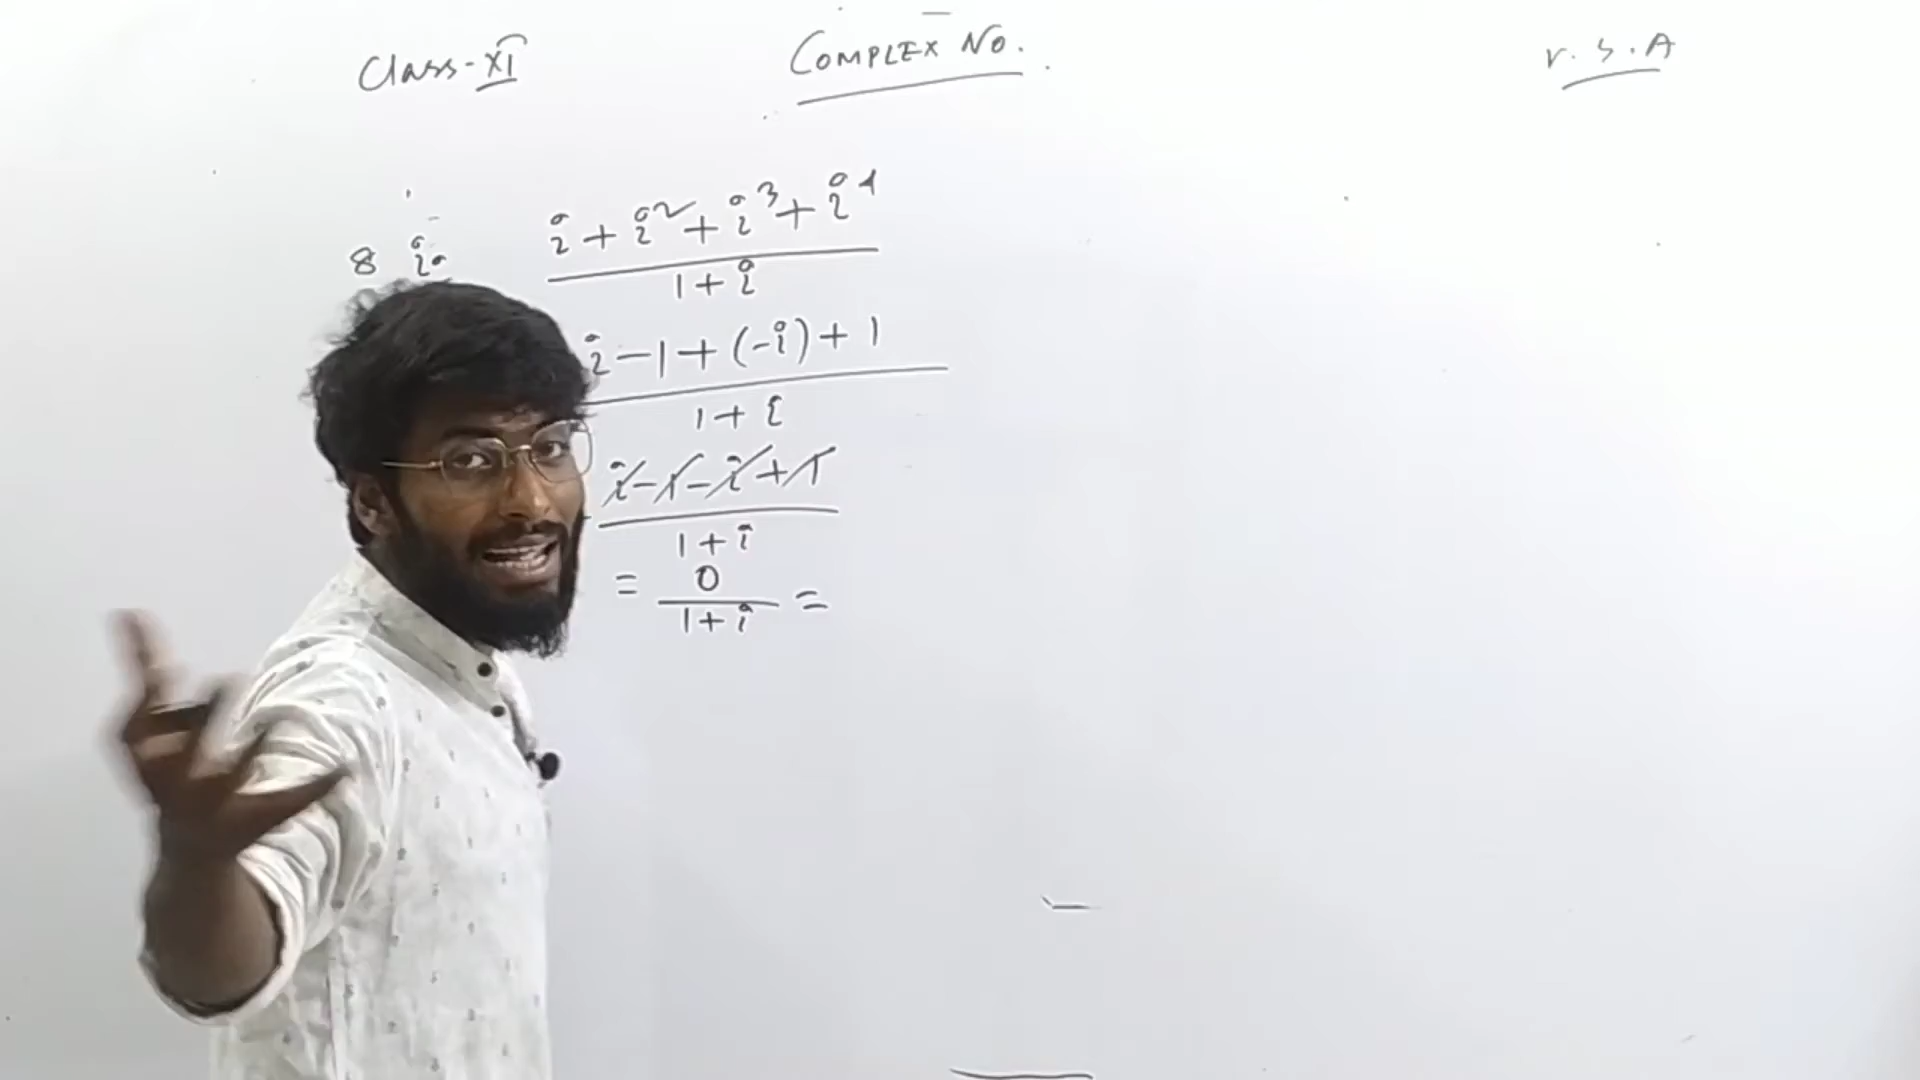 Class-XI
COMPLEX NO.
r. s. A
8 i
i + i² + i³ + i⁴
1 + i
i - 1 + (-i) + 1
1 + i
i - 1 - i + 1
1 + i
= 0
1 + i =